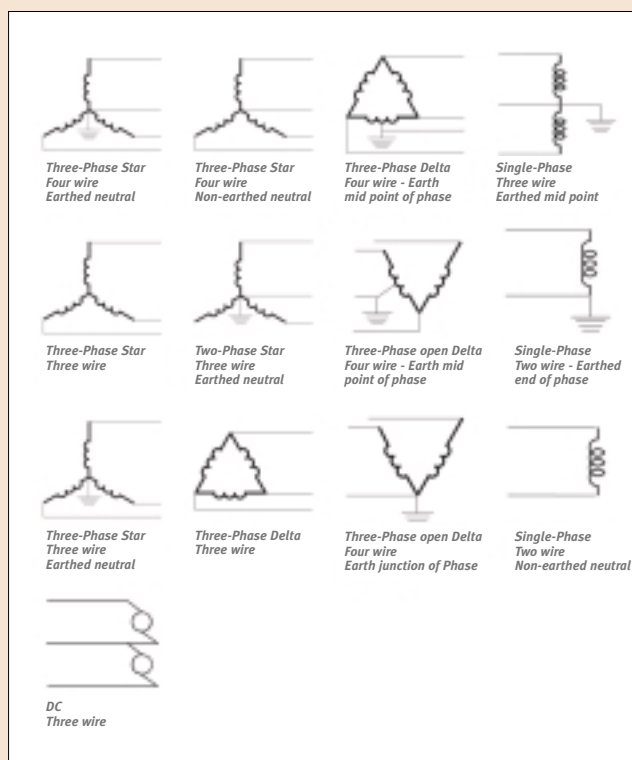 Three-Phase Star
Four wire
Earthed neutral
Three-Phase Star
Four wire
Non-earthed neutral
Three-Phase Delta
Four wire - Earth
mid point of phase
Single-Phase
Three wire
Earthed mid point
Three-Phase Star
Three wire
Two-Phase Star
Three wire
Earthed neutral
Three-Phase open Delta
Four wire - Earth mid
point of phase
Single-Phase
Two wire - Earthed
end of phase
Three-Phase Star
Three wire
Earthed neutral
Three-Phase Delta
Three wire
Three-Phase open Delta
Four wire
Earth junction of Phase
Single-Phase
Two wire
Non-earthed neutral
DC
Three wire